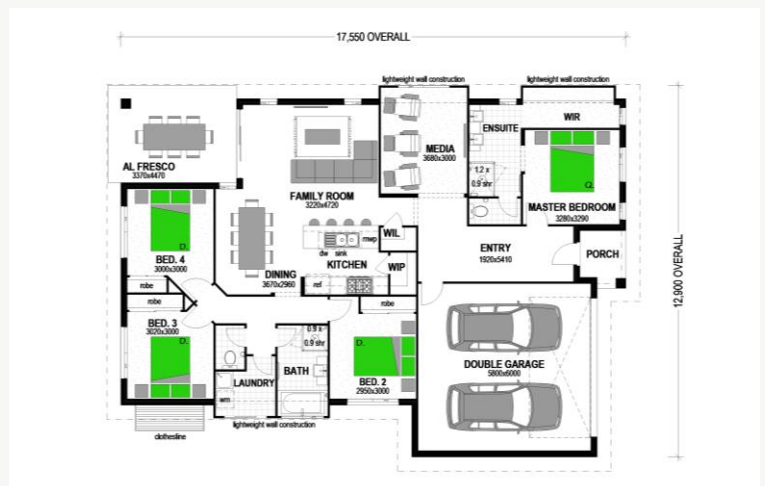 17,550 OVERALL
lightweight wall construction
lightweight wall construction
WIR
ENSUITE
MEDIA
3680x3000
1.2 x
0.9 shr
Q.
AL FRESCO
3370x4470
FAMILY ROOM
3220x4720
MASTER BEDROOM
3280x3290
WIL
mwp
dw sink
KITCHEN
WIP
ENTRY
1920x5410
PORCH
12,900 OVERALL
D.
BED. 4
3000x3000
DINING
3670x2960
ref
robe
robe
robe
BED. 3
3020x3000
D.
0.9 x
0.9 shr
BATH
LAUNDRY
wm
D.
BED. 2
2950x3000
DOUBLE GARAGE
5800x6000
lightweight wall construction
clothesline